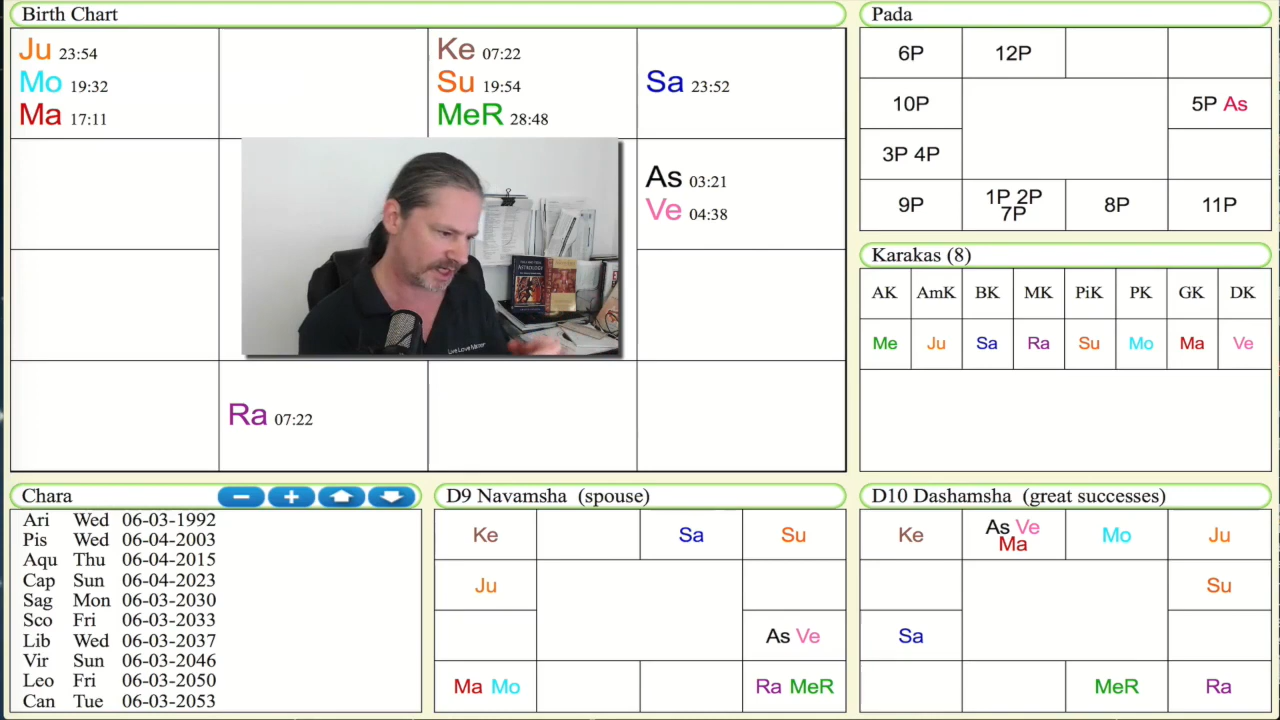 Birth Chart
Ju 23:54
Mo 19:32
Ma 17:11
Ke 07:22
Su 19:54
MeR 28:48
Sa 23:52
As 03:21
Ve 04:38
Ra 07:22
Live Love Matter
ASTROLOGY
Pada
6P 12P
10P 5P As
3P 4P
9P 1P 2P 7P 8P 11P
Karakas (8)
AK AmK BK MK PiK PK GK DK
Me Ju Sa Ra Su Mo Ma Ve
Chara
Ari Wed 06-03-1992
Pis Wed 06-04-2003
Aqu Thu 06-04-2015
Cap Sun 06-04-2023
Sag Mon 06-03-2030
Sco Fri 06-03-2033
Lib Wed 06-03-2037
Vir Sun 06-03-2046
Leo Fri 06-03-2050
Can Tue 06-03-2053
D9 Navamsha (spouse)
Ke Sa Su
Ju
As Ve
Ma Mo Ra MeR
D10 Dashamsha (great successes)
Ke As Ve Ma Mo Ju
Su
Sa
MeR Ra